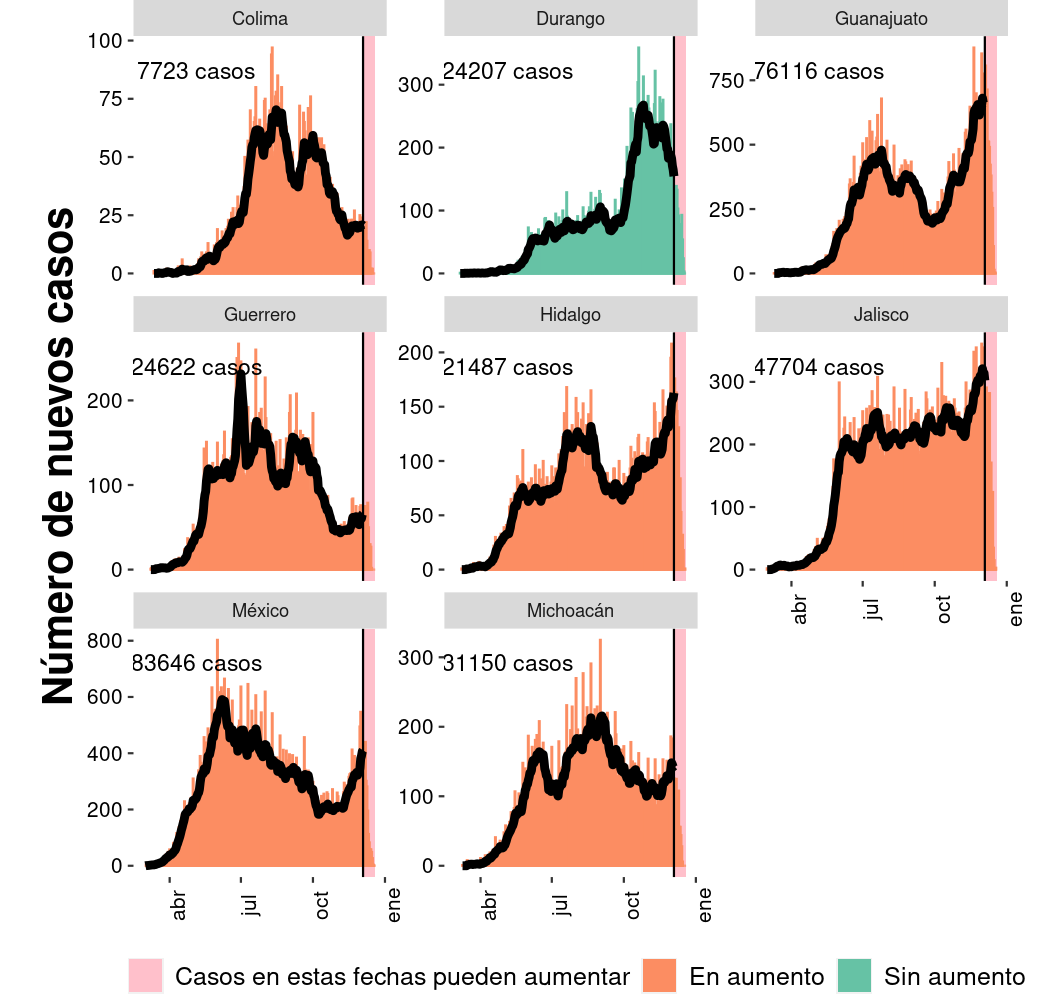 Número de nuevos casos
Colima
Durango
Guanajuato
100
75
50
25
0
7723 casos
300
200
100
0
24207 casos
750
500
250
0
76116 casos
Guerrero
Hidalgo
Jalisco
200
100
0
24622 casos
200
150
100
50
0
21487 casos
300
200
100
0
47704 casos
abr
jul
oct
ene
México
Michoacán
800
600
400
200
0
83646 casos
300
200
100
0
31150 casos
abr
jul
oct
ene
abr
jul
oct
ene
Casos en estas fechas pueden aumentar
En aumento
Sin aumento